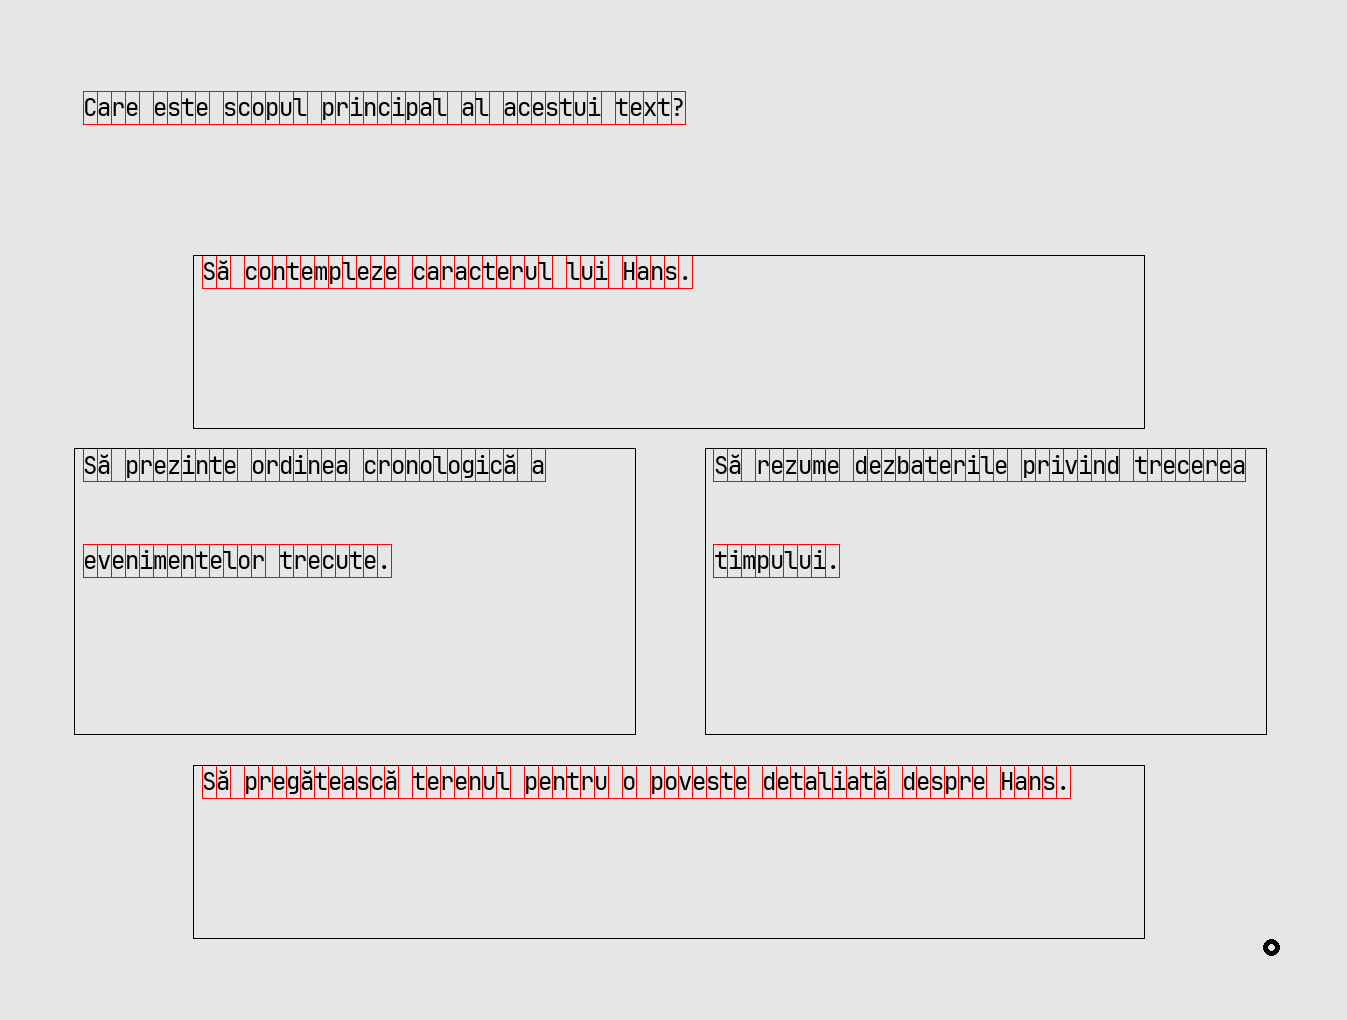 Care este scopul principal al acestui text?
Să contempleze caracterul lui Hans.
Să prezinte ordinea cronologică a
evenimentelor trecute.
Să rezume dezbaterile privind trecerea
timpului.
Să pregătească terenul pentru o poveste detaliată despre Hans.